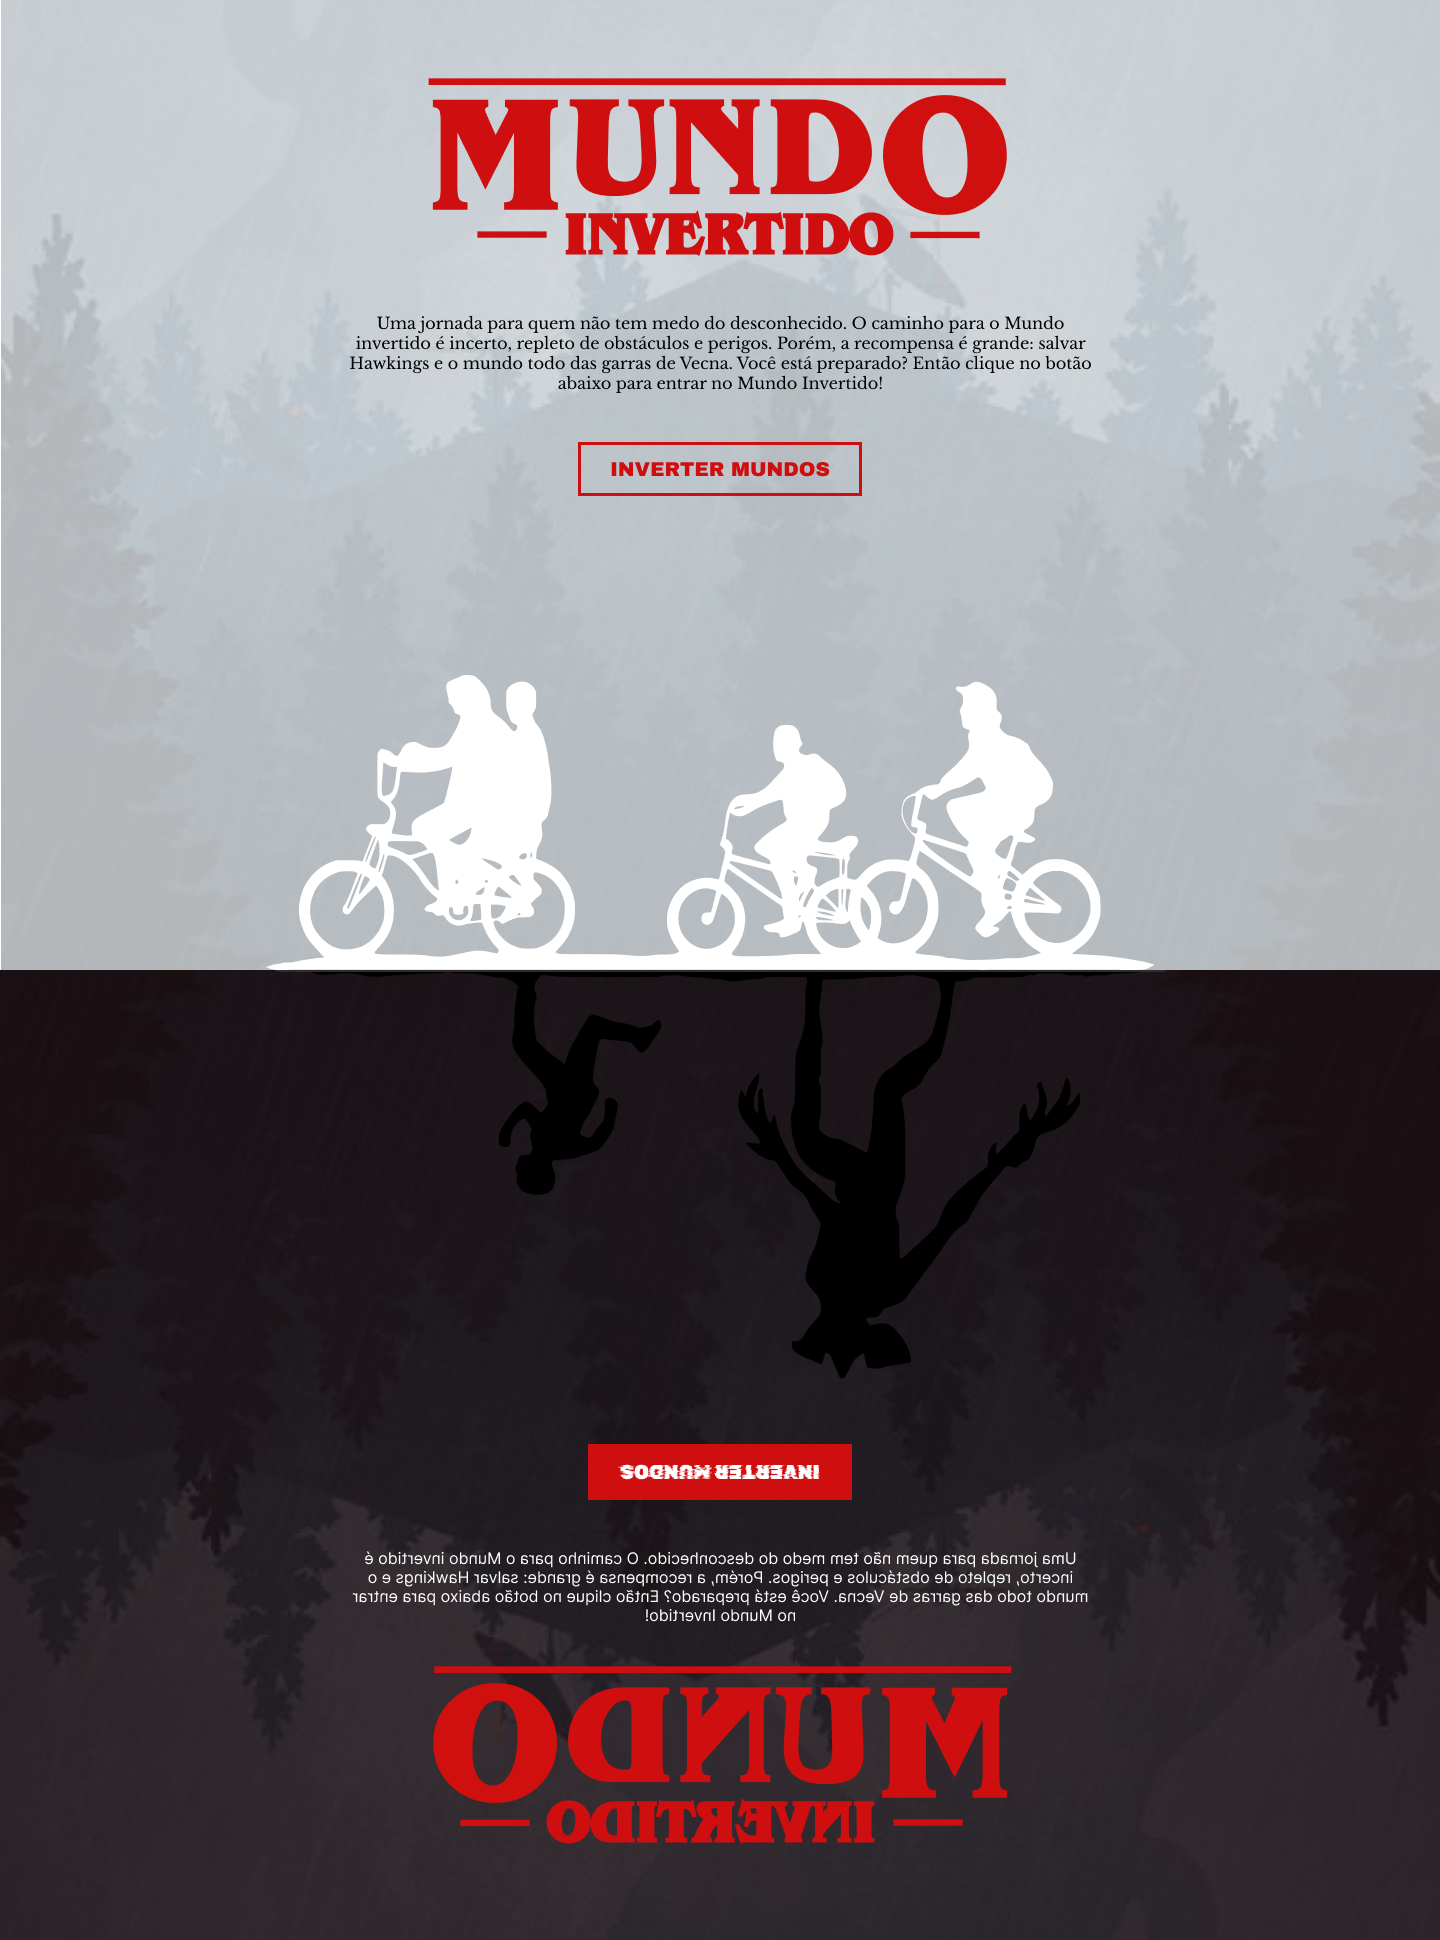 MUNDO
INVERTIDO
Uma jornada para quem não tem medo do desconhecido. O caminho para o Mundo
invertido é incerto, repleto de obstáculos e perigos. Porém, a recompensa é grande: salvar
Hawkings e o mundo todo das garras de Vecna. Você está preparado? Então clique no botão
abaixo para entrar no Mundo Invertido!
INVERTER MUNDOS
INVERTER MUNDOS
Uma jornada para quem não tem medo do desconhecido. O caminho para o Mundo invertido é
incerto, repleto de obstáculos e perigos. Porém, a recompensa é grande: salvar Hawkings e o
mundo todo das garras de Vecna. Você está preparado? Então clique no botão abaixo para entrar
no Mundo Invertido!
MUNDO
INVERTIDO